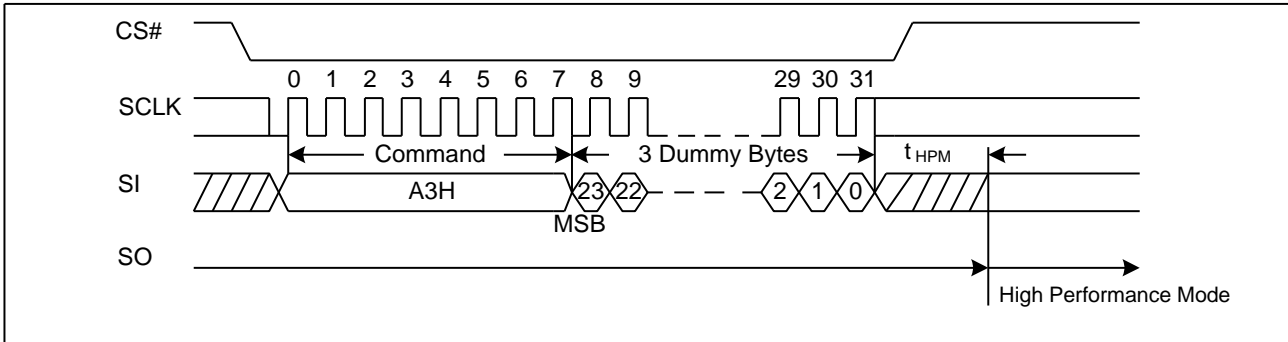 CS#
0 1 2 3 4 5 6 7 8 9 29 30 31
SCLK
Command 3 Dummy Bytes tHPM
SI A3H 23 22 2 1 0
MSB
SO
High Performance Mode